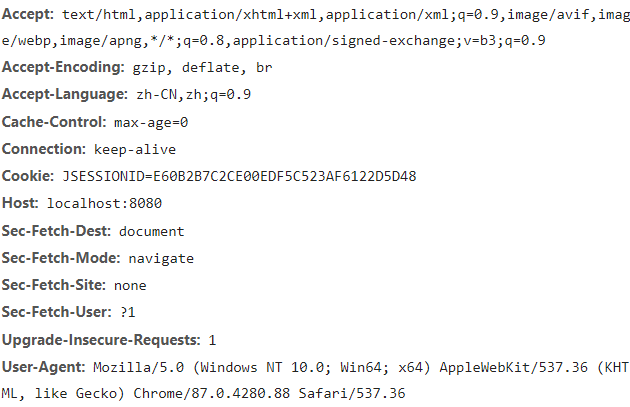 Accept: text/html,application/xhtml+xml,application/xml;q=0.9,image/avif,imag
e/webp,image/apng,*/*;q=0.8,application/signed-exchange;v=b3;q=0.9
Accept-Encoding: gzip, deflate, br
Accept-Language: zh-CN,zh;q=0.9
Cache-Control: max-age=0
Connection: keep-alive
Cookie: JSESSIONID=E60B2B7C2CE00EDF5C523AF6122D5D48
Host: localhost:8080
Sec-Fetch-Dest: document
Sec-Fetch-Mode: navigate
Sec-Fetch-Site: none
Sec-Fetch-User: ?1
Upgrade-Insecure-Requests: 1
User-Agent: Mozilla/5.0 (Windows NT 10.0; Win64; x64) AppleWebKit/537.36 (KHT
ML, like Gecko) Chrome/87.0.4280.88 Safari/537.36